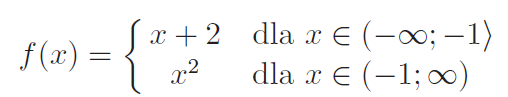 f(x) = { x + 2 dla x ∈ (−∞; −1⟩
x² dla x ∈ (−1; ∞)